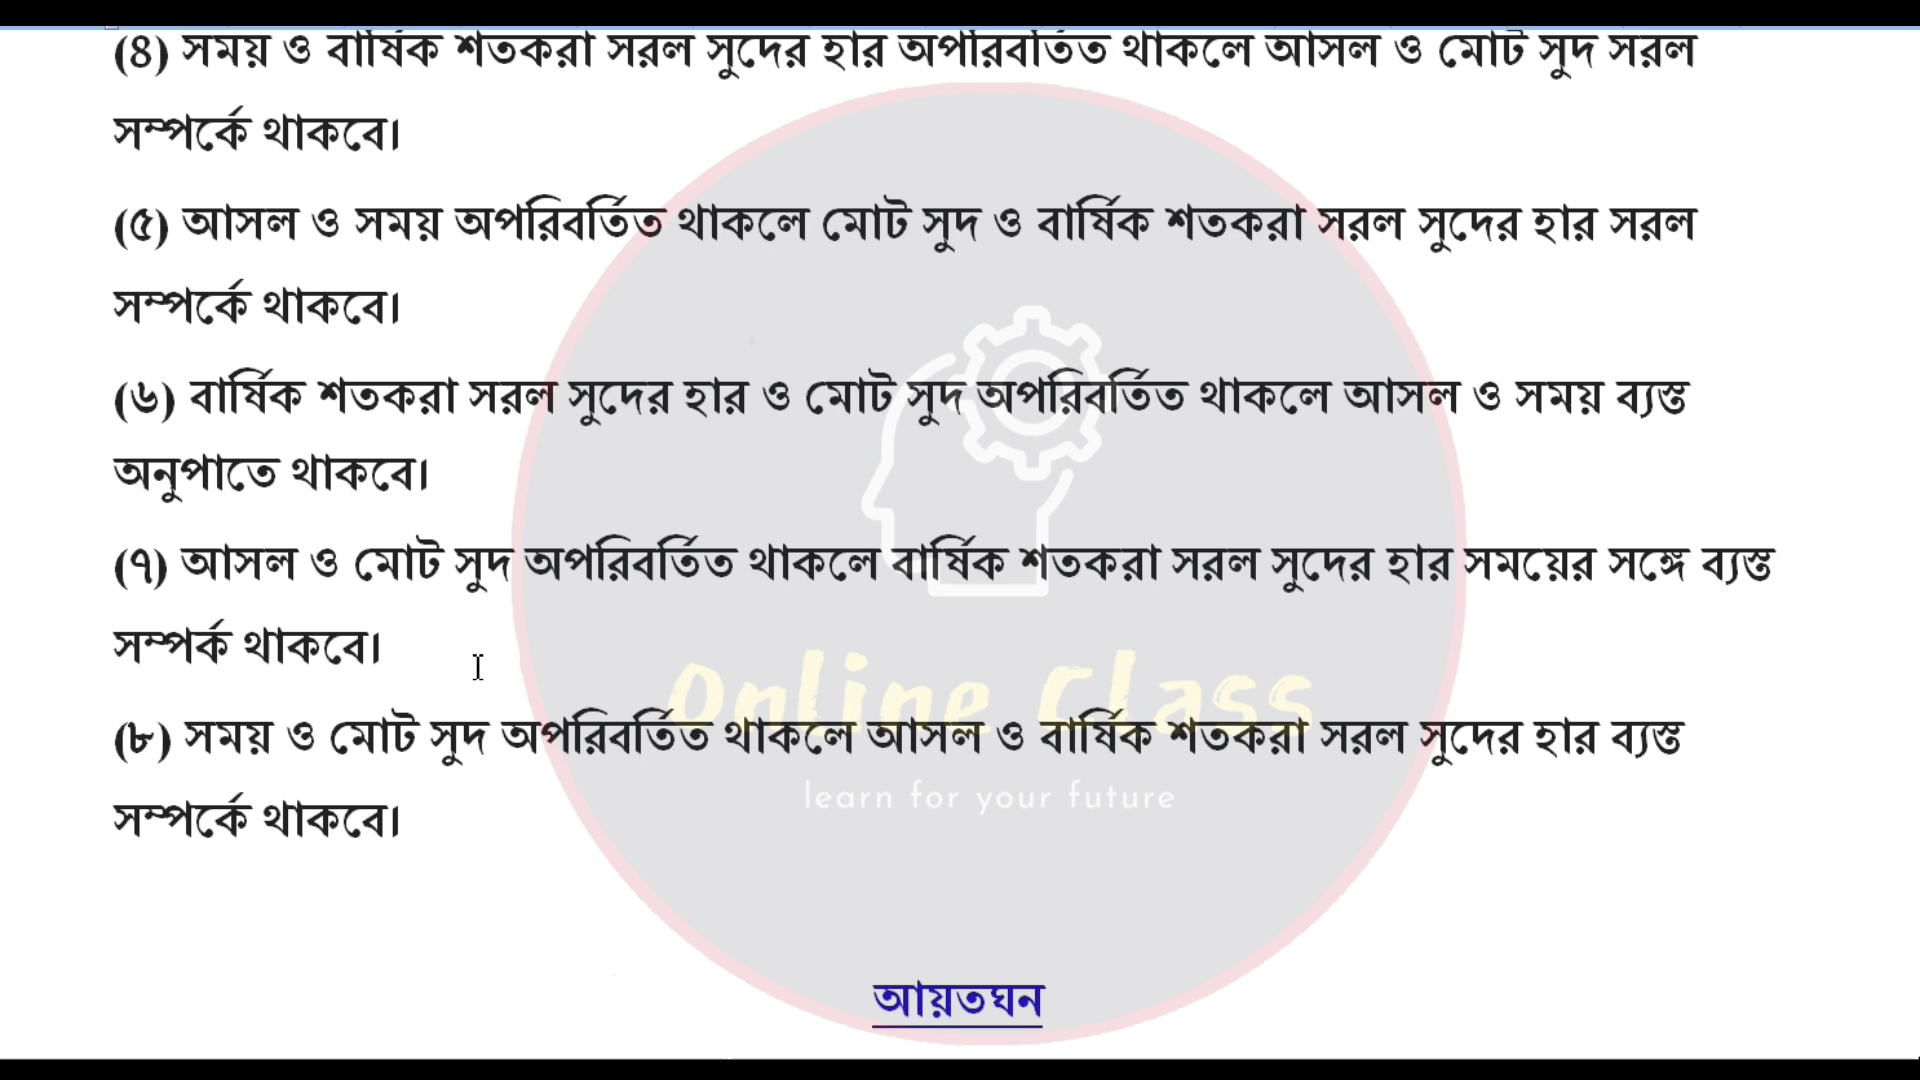 (৪) সময় ও বার্ষিক শতকরা সরল সুদের হার অপরিবর্তিত থাকলে আসল ও মোট সুদ সরল
সম্পর্কে থাকবে।
(৫) আসল ও সময় অপরিবর্তিত থাকলে মোট সুদ ও বার্ষিক শতকরা সরল সুদের হার সরল
সম্পর্কে থাকবে।
(৬) বার্ষিক শতকরা সরল সুদের হার ও মোট সুদ অপরিবর্তিত থাকলে আসল ও সময় ব্যস্ত
অনুপাতে থাকবে।
(৭) আসল ও মোট সুদ অপরিবর্তিত থাকলে বার্ষিক শতকরা সরল সুদের হার সময়ের সঙ্গে ব্যস্ত
সম্পর্ক থাকবে।
Online Class
(৮) সময় ও মোট সুদ অপরিবর্তিত থাকলে আসল ও বার্ষিক শতকরা সরল সুদের হার ব্যস্ত
learn for your future
সম্পর্কে থাকবে।
আয়তঘন